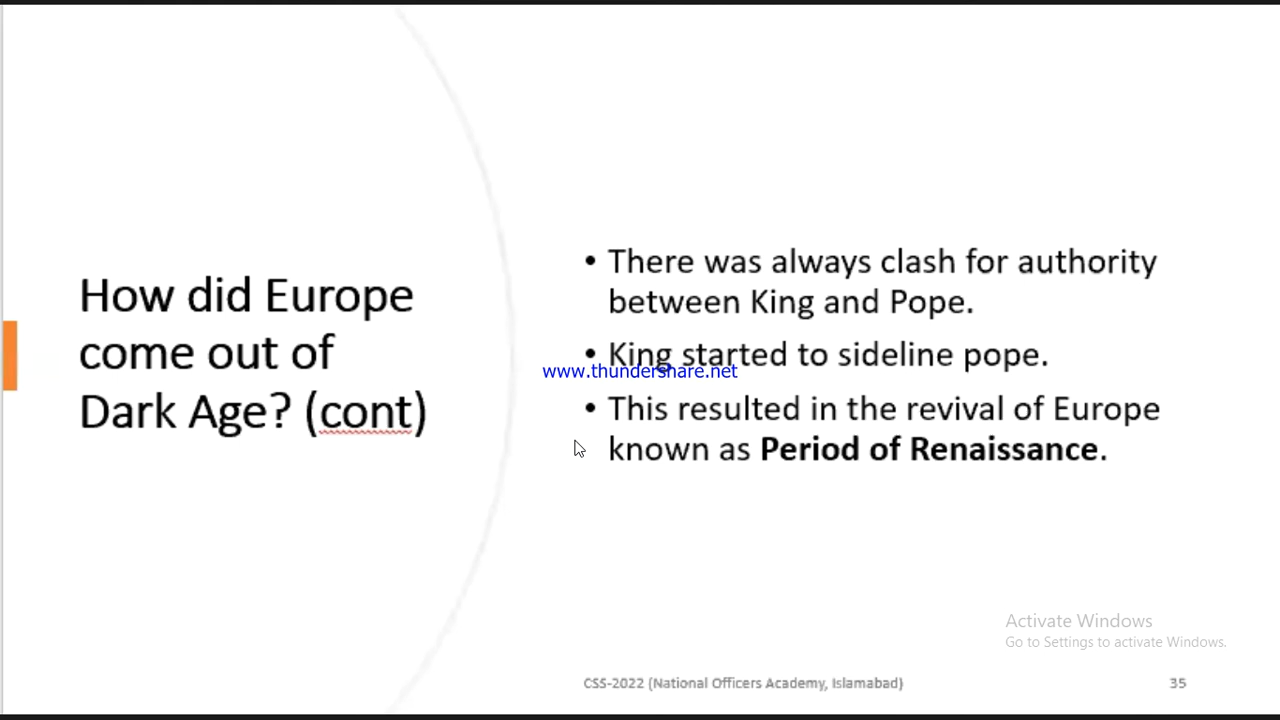 How did Europe
come out of
Dark Age? (cont)
• There was always clash for authority
between King and Pope.
• King started to sideline pope.
www.thundershare.net
• This resulted in the revival of Europe
known as Period of Renaissance.
Activate Windows
Go to Settings to activate Windows.
CSS-2022 (National Officers Academy, Islamabad)
35